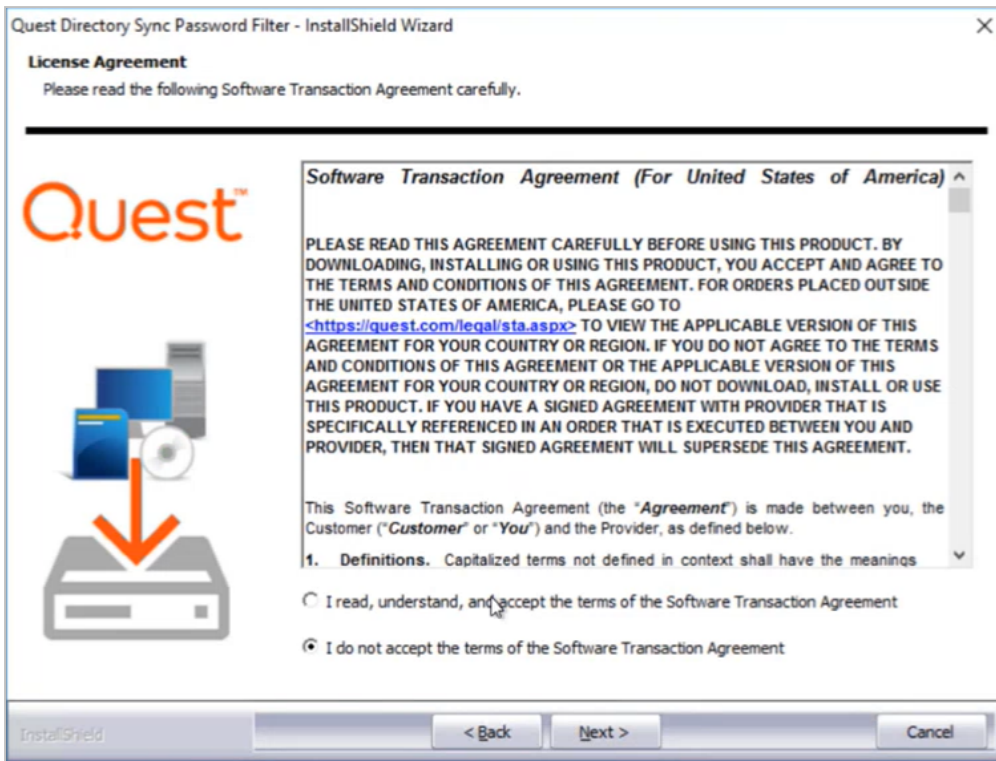 Quest Directory Sync Password Filter - InstallShield Wizard
License Agreement
Please read the following Software Transaction Agreement carefully.
Quest™
Software Transaction Agreement (For United States of America)
PLEASE READ THIS AGREEMENT CAREFULLY BEFORE USING THIS PRODUCT. BY
DOWNLOADING, INSTALLING OR USING THIS PRODUCT, YOU ACCEPT AND AGREE TO
THE TERMS AND CONDITIONS OF THIS AGREEMENT. FOR ORDERS PLACED OUTSIDE
THE UNITED STATES OF AMERICA, PLEASE GO TO
<https://quest.com/legal/sta.aspx> TO VIEW THE APPLICABLE VERSION OF THIS
AGREEMENT FOR YOUR COUNTRY OR REGION. IF YOU DO NOT AGREE TO THE TERMS
AND CONDITIONS OF THIS AGREEMENT OR THE APPLICABLE VERSION OF THIS
AGREEMENT FOR YOUR COUNTRY OR REGION, DO NOT DOWNLOAD, INSTALL OR USE
THIS PRODUCT. IF YOU HAVE A SIGNED AGREEMENT WITH PROVIDER THAT IS
SPECIFICALLY REFERENCED IN AN ORDER THAT IS EXECUTED BETWEEN YOU AND
PROVIDER, THEN THAT SIGNED AGREEMENT WILL SUPERSEDE THIS AGREEMENT.
This Software Transaction Agreement (the “Agreement”) is made between you, the
Customer (“Customer” or “You”) and the Provider, as defined below.
1. Definitions. Capitalized terms not defined in context shall have the meanings
I read, understand, and accept the terms of the Software Transaction Agreement
I do not accept the terms of the Software Transaction Agreement
InstallShield
< Back
Next >
Cancel